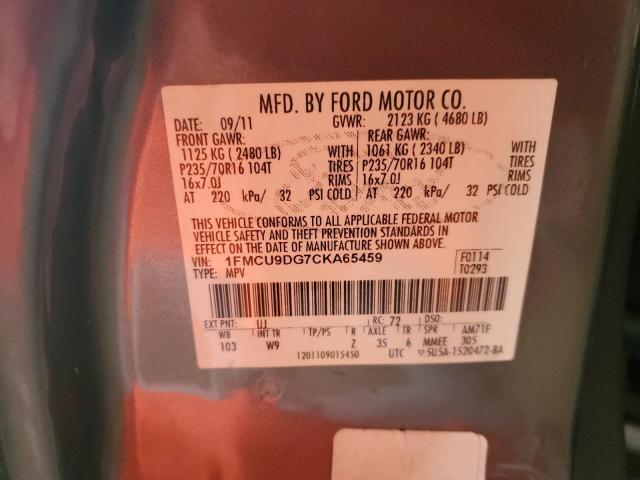 MFD. BY FORD MOTOR CO.
DATE: 09/11 GVWR: 2123 KG ( 4680 LB)
FRONT GAWR: REAR GAWR:
1125 KG ( 2480 LB) WITH 1061 KG ( 2340 LB) WITH
P235/70R16 104T TIRES P235/70R16 104T TIRES
16x7.0J RIMS 16x7.0J RIMS
AT 220 kPa/ 32 PSI COLD AT 220 kPa/ 32 PSI COLD
THIS VEHICLE CONFORMS TO ALL APPLICABLE FEDERAL MOTOR
VEHICLE SAFETY AND THEFT PREVENTION STANDARDS IN
EFFECT ON THE DATE OF MANUFACTURE SHOWN ABOVE.
VIN: 1FMCU9DG7CKA65459 F0114
TYPE: MPV T0293
EXT PNT: UJ RC: 72 DSO:
WB INT TR TP/PS R AXLE TR SPR AM71F
103 W9 Z 35 6 MMEE 305
1201109015450 UTC 5U5A-1520472-BA